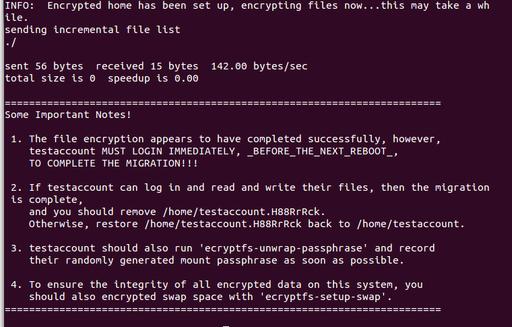 INFO:  Encrypted home has been set up, encrypting files now...this may take a wh
ile.
sending incremental file list
./
sent 56 bytes  received 15 bytes  142.00 bytes/sec
total size is 0  speedup is 0.00
========================================================================
Some Important Notes!
1. The file encryption appears to have completed successfully, however,
testaccount MUST LOGIN IMMEDIATELY, _BEFORE_THE_NEXT_REBOOT_,
TO COMPLETE THE MIGRATION!!!
2. If testaccount can log in and read and write their files, then the migration
is complete,
and you should remove /home/testaccount.H88RrRck.
Otherwise, restore /home/testaccount.H88RrRck back to /home/testaccount.
3. testaccount should also run 'ecryptfs-unwrap-passphrase' and record
their randomly generated mount passphrase as soon as possible.
4. To ensure the integrity of all encrypted data on this system, you
should also encrypted swap space with 'ecryptfs-setup-swap'.
========================================================================